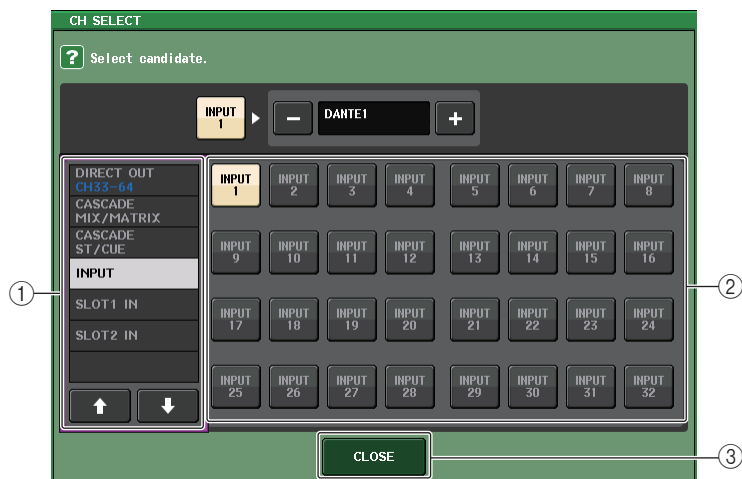 CH SELECT
? Select candidate.
INPUT
1
−
DANTE1
+
DIRECT OUT
CH33-64
CASCADE
MIX/MATRIX
CASCADE
ST/CUE
INPUT
SLOT1 IN
SLOT2 IN
INPUT
1
INPUT
2
INPUT
3
INPUT
4
INPUT
5
INPUT
6
INPUT
7
INPUT
8
INPUT
9
INPUT
10
INPUT
11
INPUT
12
INPUT
13
INPUT
14
INPUT
15
INPUT
16
INPUT
17
INPUT
18
INPUT
19
INPUT
20
INPUT
21
INPUT
22
INPUT
23
INPUT
24
INPUT
25
INPUT
26
INPUT
27
INPUT
28
INPUT
29
INPUT
30
INPUT
31
INPUT
32
CLOSE
1
2
3